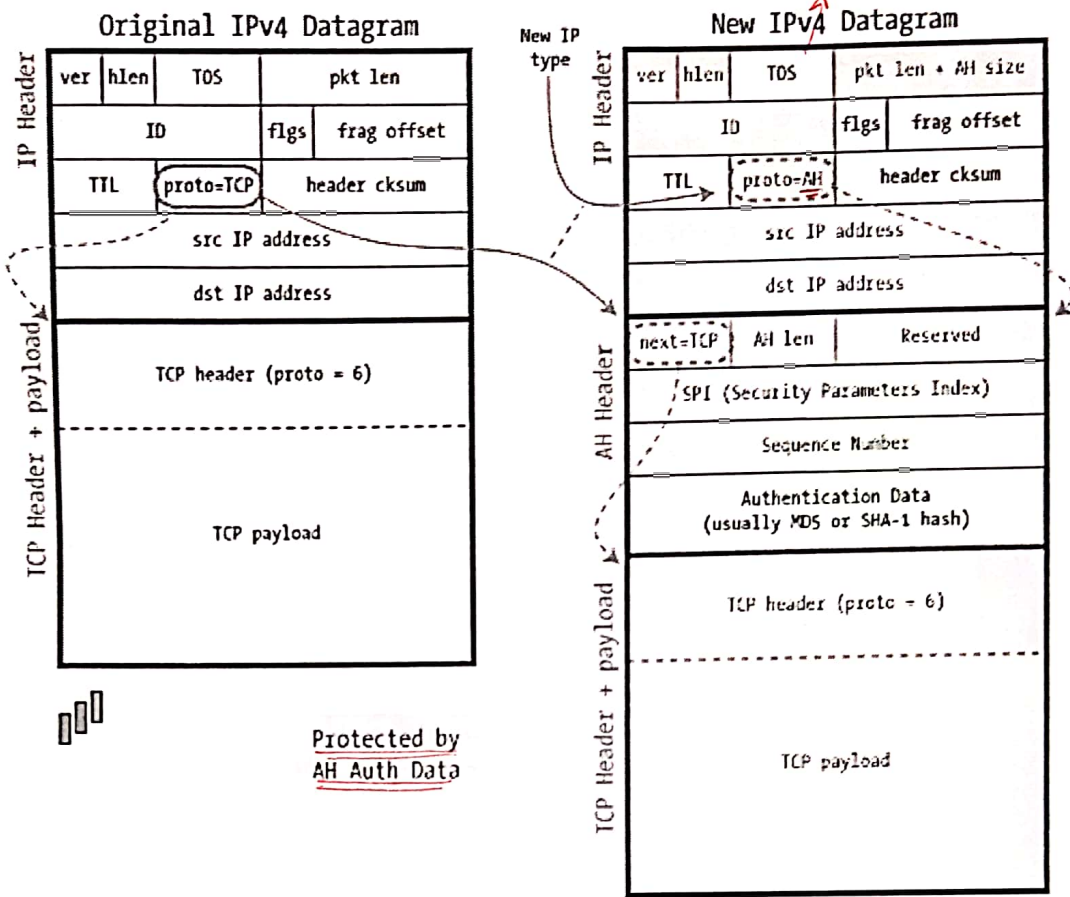 Original IPv4 Datagram
IP Header
ver hlen TOS pkt len
ID flgs frag offset
TTL proto=TCP header cksum
src IP address
dst IP address
TCP Header + payload
TCP header (proto = 6)
TCP payload
Protected by
AH Auth Data
New IP
type
New IPv4 Datagram
IP Header
ver hlen TOS pkt len + AH size
ID flgs frag offset
TTL proto=AH header cksum
src IP address
dst IP address
AH Header
next=TCP AH len Reserved
SPI (Security Parameters Index)
Sequence Number
Authentication Data
(usually MD5 or SHA-1 hash)
TCP Header + payload
TCP header (proto = 6)
TCP payload